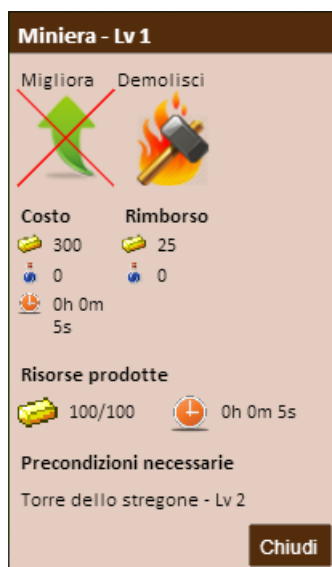 Miniera - Lv 1
Migliora Demolisci
Costo Rimborso
300 25
0 0
0h 0m
5s
Risorse prodotte
100/100 0h 0m 5s
Precondizioni necessarie
Torre dello stregone - Lv 2
Chiudi